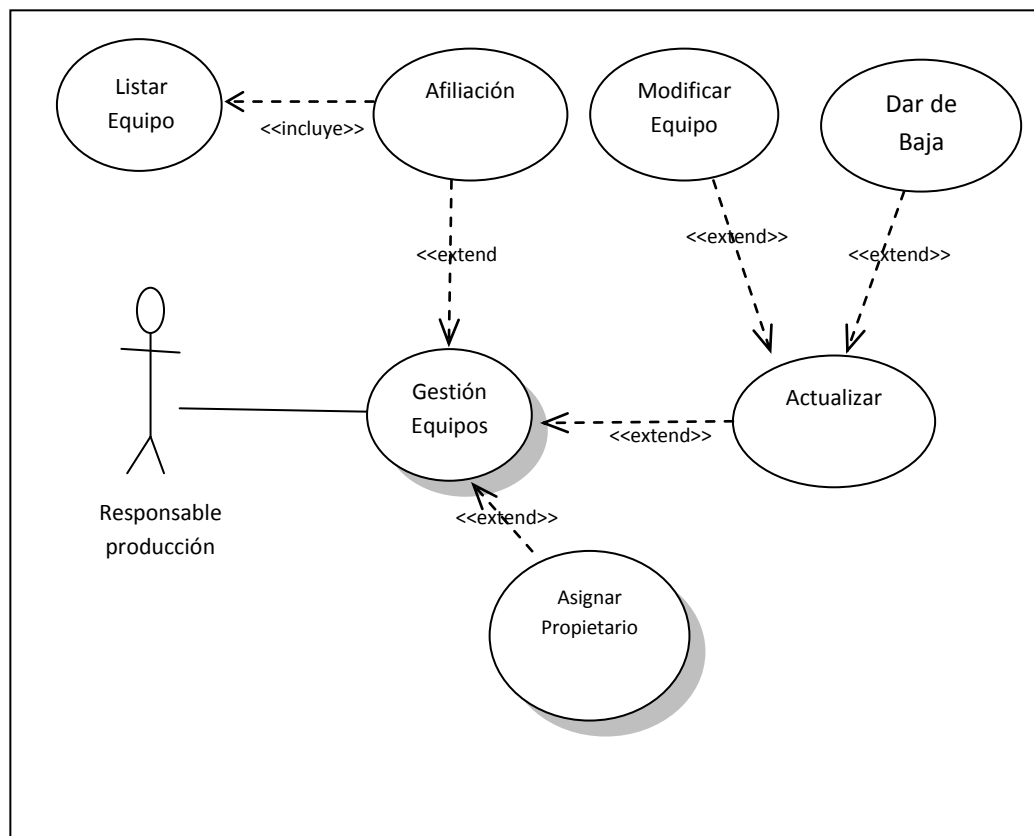 Listar
Equipo
<<incluye>>
Afiliación
Modificar
Equipo
Dar de
Baja
<<extend
<<extend>>
<<extend>>
Gestión
Equipos
Actualizar
<<extend>>
Responsable
producción
<<extend>>
Asignar
Propietario